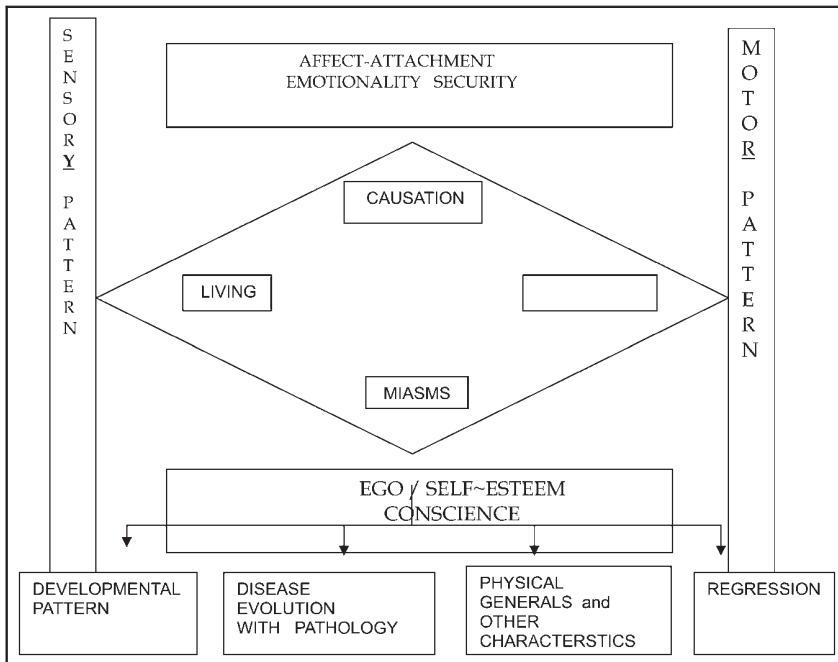 SENSORY PATTERN
AFFECT-ATTACHMENT
EMOTIONALITY SECURITY
MOTOR PATTERN
CAUSATION
LIVING
MIASMS
EGO / SELF~ESTEEM
CONSCIENCE
DEVELOPMENTAL
PATTERN
DISEASE
EVOLUTION
WITH PATHOLOGY
PHYSICAL
GENERALS and
OTHER
CHARACTERSTICS
REGRESSION